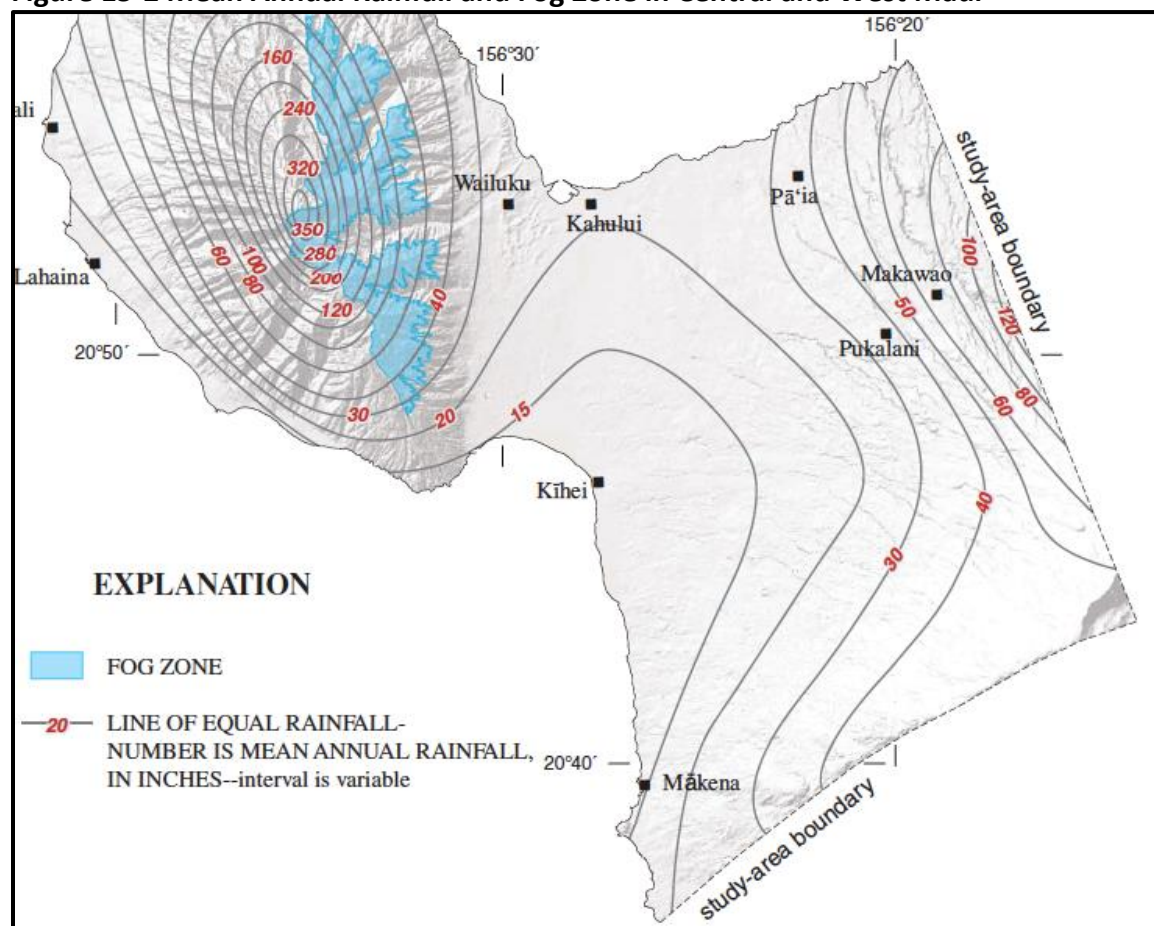 156°20´
156°30´
160
ali
240
study-area boundary
320
Wailuku
Pā‘ia
Kahului
350
60
100
280
100
Lahaina
80
200
Makawao
40
120
50
120
20°50´
Pukalani
30
20
15
60
80
Kīhei
40
30
EXPLANATION
FOG ZONE
20
LINE OF EQUAL RAINFALL-
NUMBER IS MEAN ANNUAL RAINFALL,
IN INCHES--interval is variable
20°40´
Mākena
study-area boundary